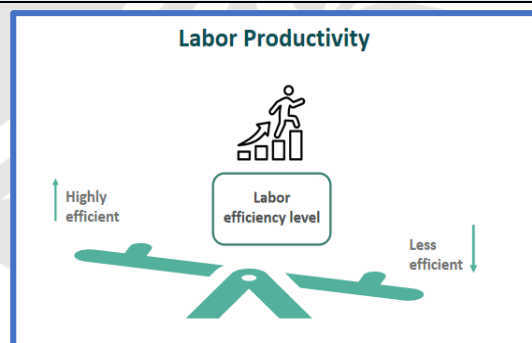 Labor Productivity
Labor
efficiency level
Highly
efficient
Less
efficient